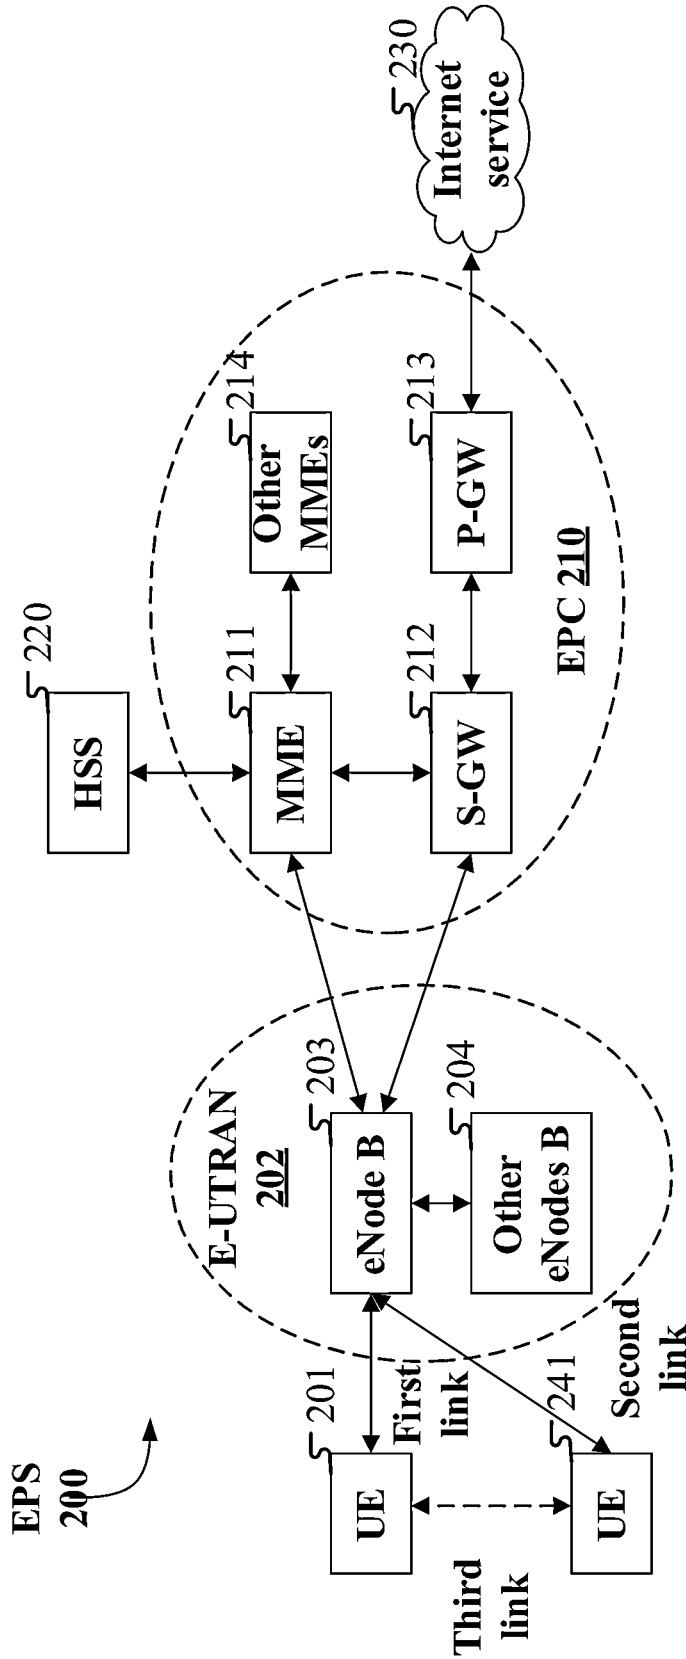 EPS
200
UE
201
First
link
Third
link
UE
241
Second
link
E-UTRAN
202
eNode B
203
Other
eNodes B
204
HSS
220
MME
211
Other
MMEs
214
S-GW
212
P-GW
213
EPC 210
Internet
service
230